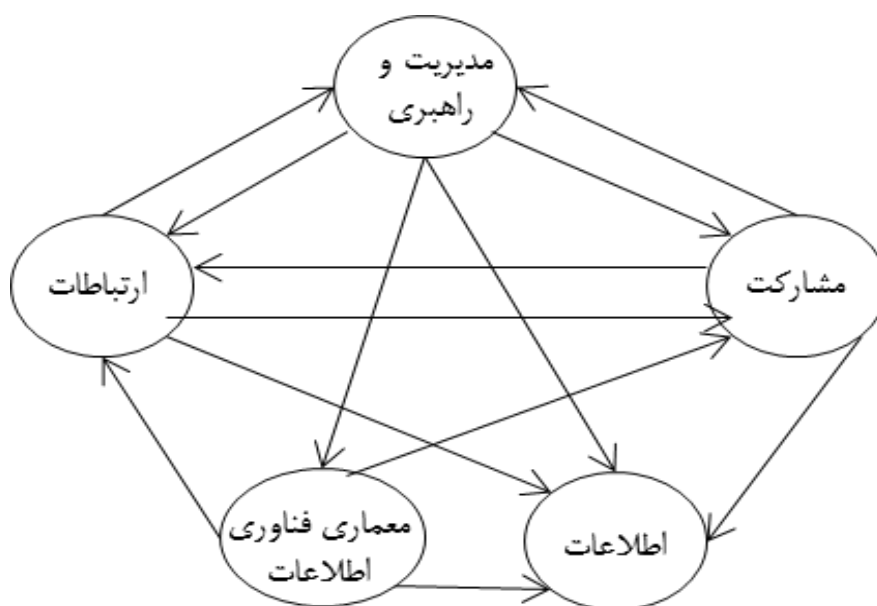 مدیریت و
راهبری
ارتباطات
مشارکت
معماری فناوری
اطلاعات
اطلاعات